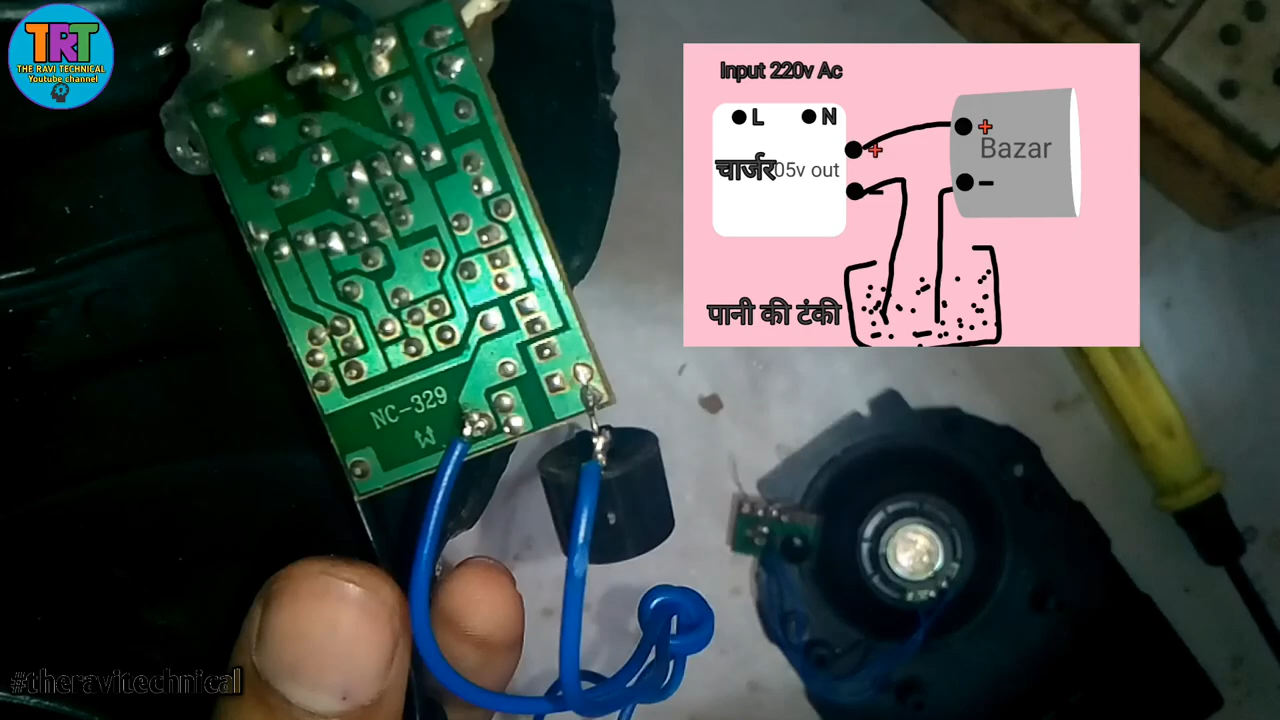 TRT
THE RAVI TECHNICAL
Youtube channel
Input 220v Ac
L N
+
+
Bazar
चार्जर 05v out
-
-
पानी की टंकी
NC-329
W
#theravitechnical